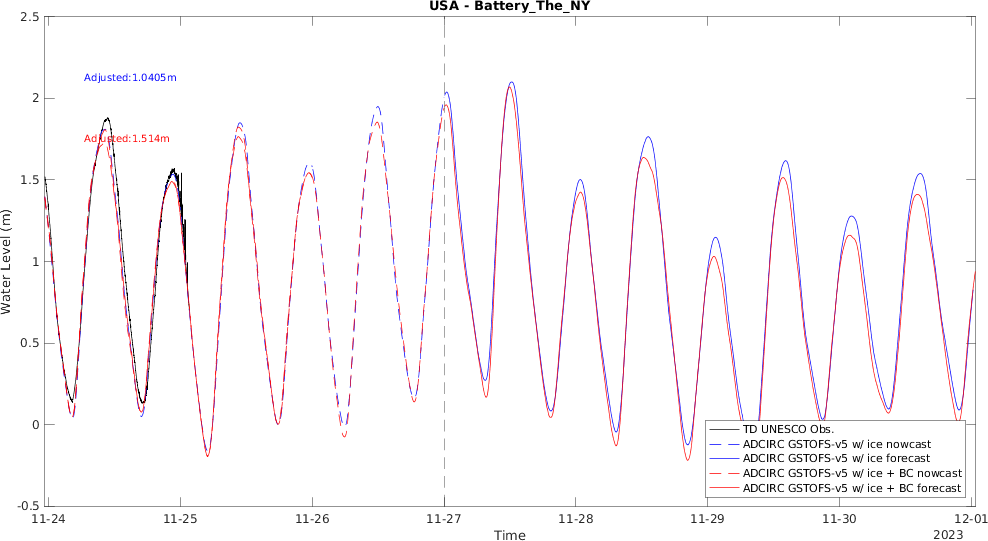 USA - Battery_The_NY
2.5
2
1.5
1
0.5
0
-0.5
Water Level (m)
Adjusted:1.0405m
Adjusted:1.514m
TD UNESCO Obs.
ADCIRC GSTOFS-v5 w/ ice nowcast
ADCIRC GSTOFS-v5 w/ ice forecast
ADCIRC GSTOFS-v5 w/ ice + BC nowcast
ADCIRC GSTOFS-v5 w/ ice + BC forecast
11-24 11-25 11-26 11-27 11-28 11-29 11-30 12-01
Time
2023